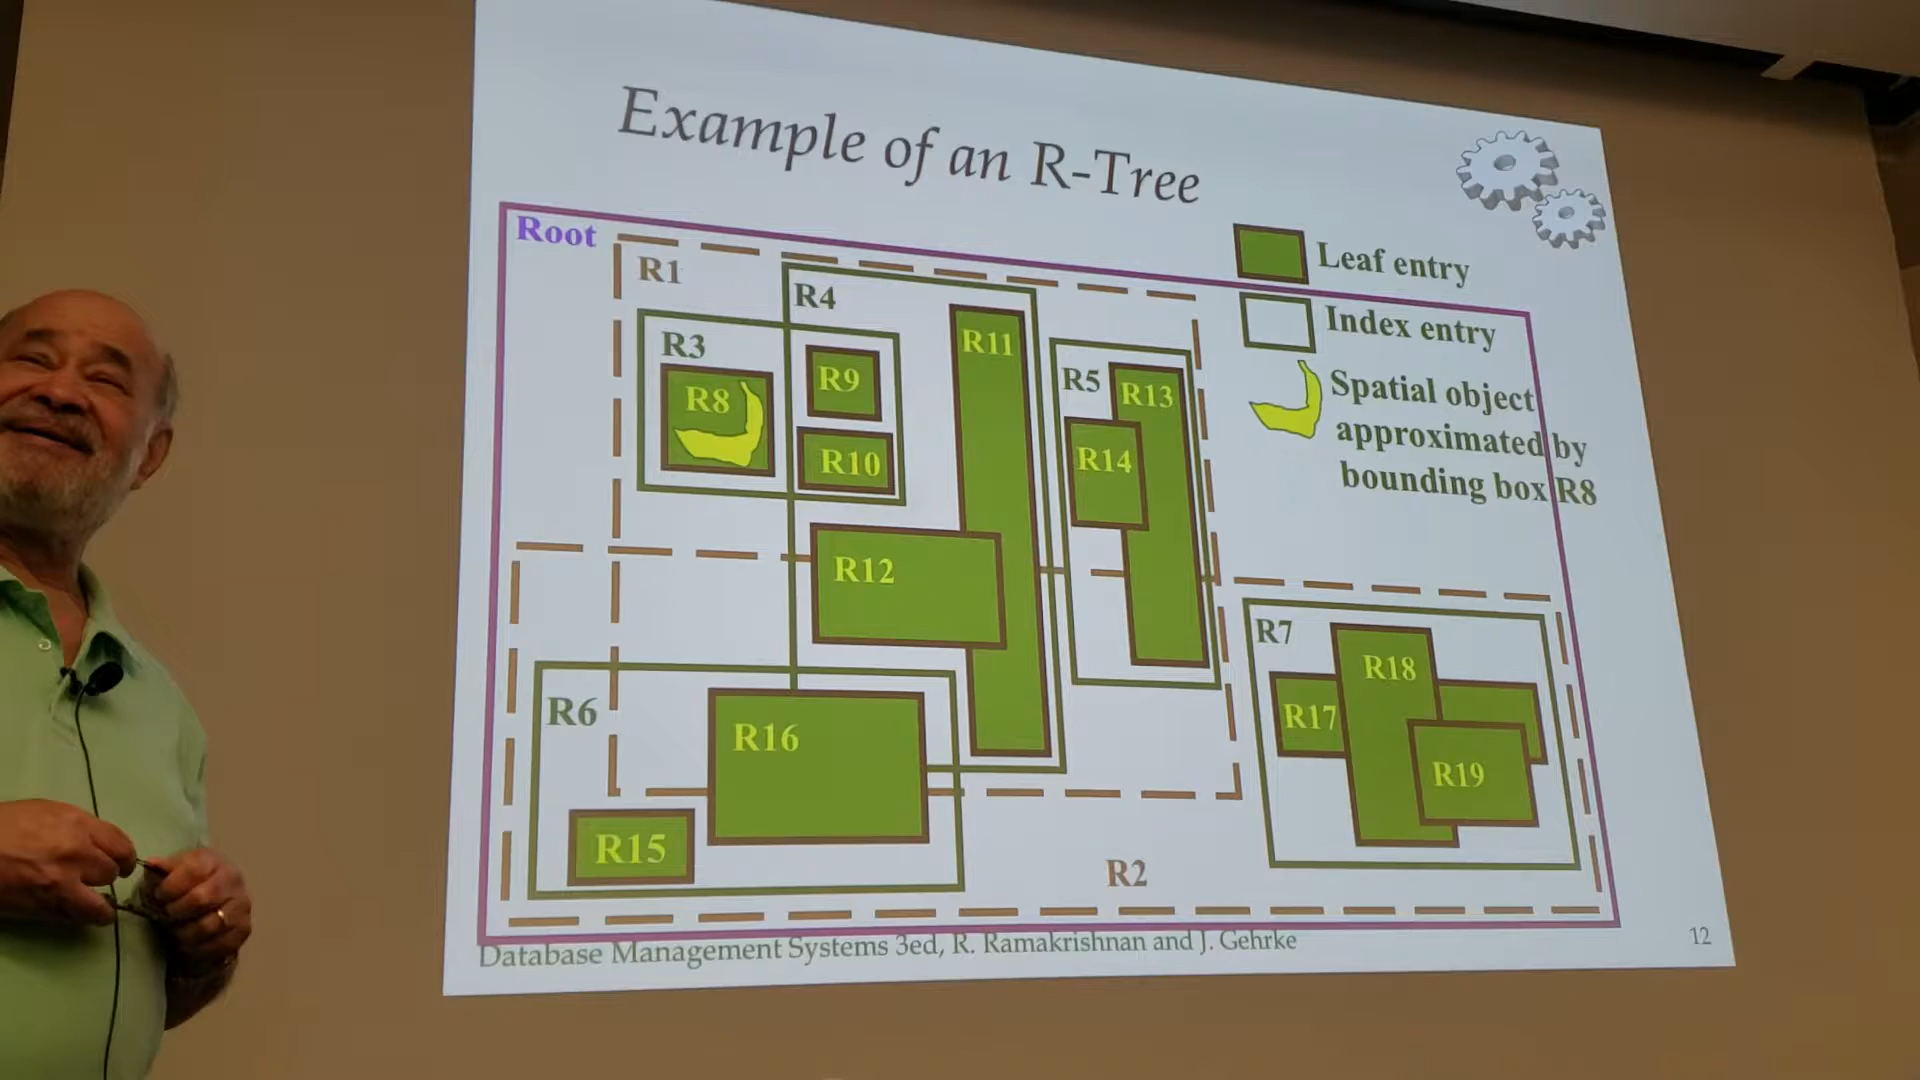 Example of an R-Tree
Root
Leaf entry
R1
R4
Index entry
R3
R11
R9
R5
R13
R8
Spatial object
approximated by
bounding box R8
R10
R14
R12
R7
R18
R6
R17
R16
R19
R15
R2
Database Management Systems 3ed, R. Ramakrishnan and J. Gehrke
12